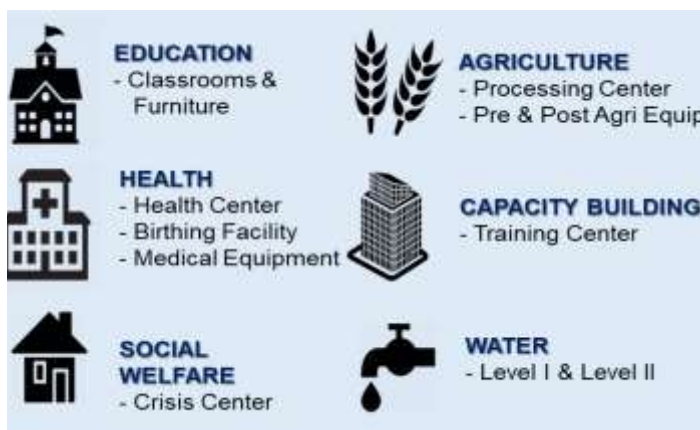 EDUCATION
- Classrooms &
Furniture
AGRICULTURE
- Processing Center
- Pre & Post Agri Equip
HEALTH
- Health Center
- Birthing Facility
- Medical Equipment
CAPACITY BUILDING
- Training Center
SOCIAL
WELFARE
- Crisis Center
WATER
- Level I & Level II